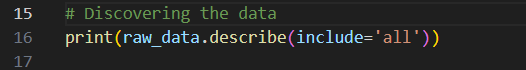 15 # Discovering the data
16 print(raw_data.describe(include='all'))
17